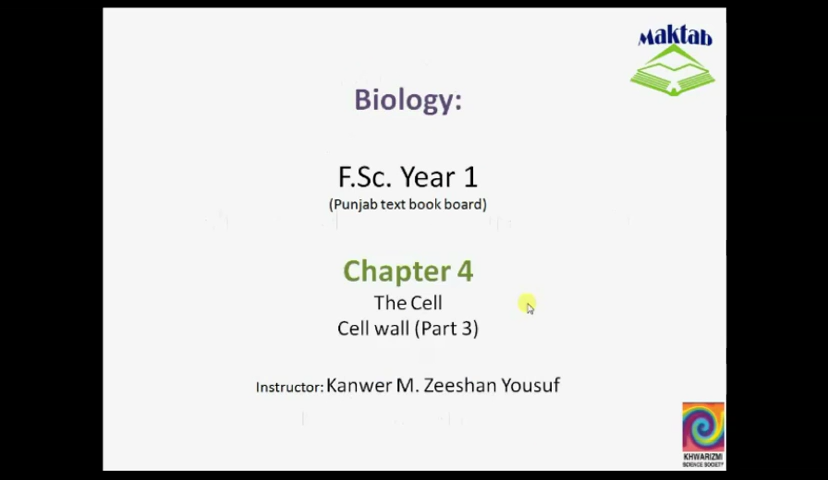 Maktab
Biology:
F.Sc. Year 1
(Punjab text book board)
Chapter 4
The Cell
Cell wall (Part 3)
Instructor: Kanwer M. Zeeshan Yousuf
KHWARIZMI
SCIENCE SOCIETY